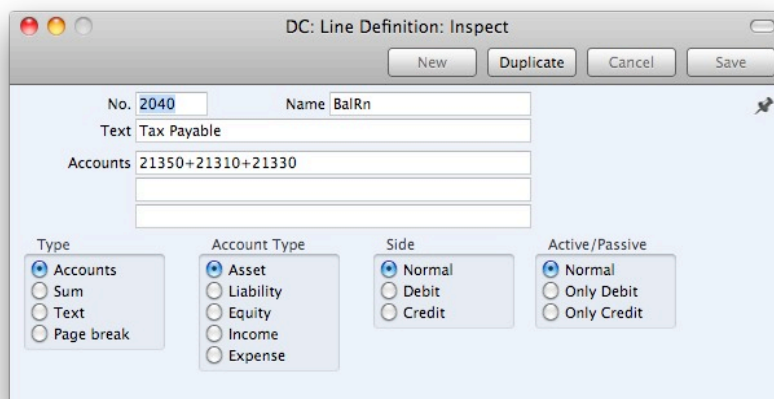 DC: Line Definition: Inspect
New Duplicate Cancel Save
No. 2040 Name BalRn
Text Tax Payable
Accounts 21350+21310+21330
Type Account Type Side Active/Passive
Accounts Asset Normal Normal
Sum Liability Debit Only Debit
Text Equity Credit Only Credit
Page break Income
Expense